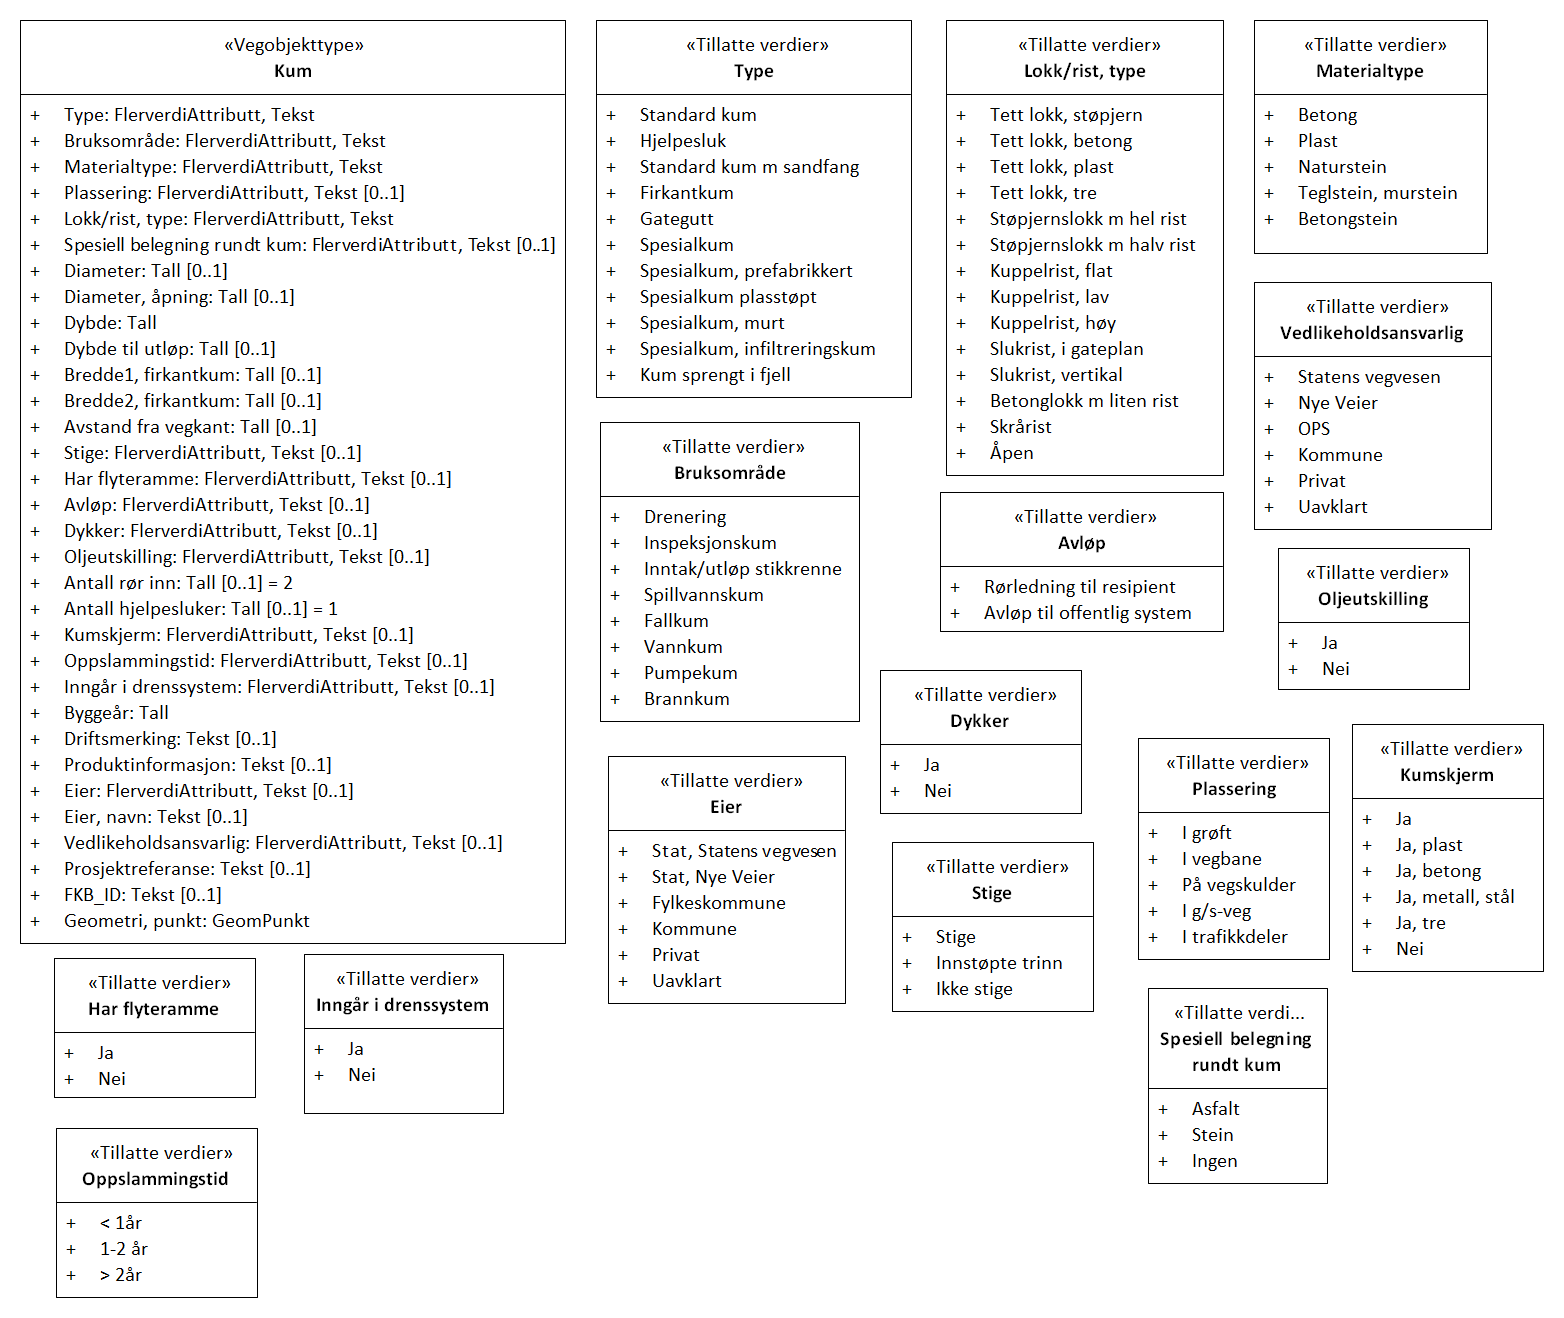 «Vegobjekttype»
Kum
+ Type: FlerverdiAttributt, Tekst
+ Bruksområde: FlerverdiAttributt, Tekst
+ Materialtype: FlerverdiAttributt, Tekst
+ Plassering: FlerverdiAttributt, Tekst [0..1]
+ Lokk/rist, type: FlerverdiAttributt, Tekst
+ Spesiell belegning rundt kum: FlerverdiAttributt, Tekst [0..1]
+ Diameter: Tall [0..1]
+ Diameter, åpning: Tall [0..1]
+ Dybde: Tall
+ Dybde til utløp: Tall [0..1]
+ Bredde1, firkantkum: Tall [0..1]
+ Bredde2, firkantkum: Tall [0..1]
+ Avstand fra vegkant: Tall [0..1]
+ Stige: FlerverdiAttributt, Tekst [0..1]
+ Har flyteramme: FlerverdiAttributt, Tekst [0..1]
+ Avløp: FlerverdiAttributt, Tekst [0..1]
+ Dykker: FlerverdiAttributt, Tekst [0..1]
+ Oljeutskilling: FlerverdiAttributt, Tekst [0..1]
+ Antall rør inn: Tall [0..1] = 2
+ Antall hjelpesluker: Tall [0..1] = 1
+ Kumskjerm: FlerverdiAttributt, Tekst [0..1]
+ Oppslammingstid: FlerverdiAttributt, Tekst [0..1]
+ Inngår i drenssystem: FlerverdiAttributt, Tekst [0..1]
+ Byggeår: Tall
+ Driftsmerking: Tekst [0..1]
+ Produktinformasjon: Tekst [0..1]
+ Eier: FlerverdiAttributt, Tekst [0..1]
+ Eier, navn: Tekst [0..1]
+ Vedlikeholdsansvarlig: FlerverdiAttributt, Tekst [0..1]
+ Prosjektreferanse: Tekst [0..1]
+ FKB_ID: Tekst [0..1]
+ Geometri, punkt: GeomPunkt
«Tillatte verdier»
Type
+ Standard kum
+ Hjelpesluk
+ Standard kum m sandfang
+ Firkantkum
+ Gategutt
+ Spesialkum
+ Spesialkum, prefabrikkert
+ Spesialkum plasstøpt
+ Spesialkum, murt
+ Spesialkum, infiltreringskum
+ Kum sprengt i fjell
«Tillatte verdier»
Lokk/rist, type
+ Tett lokk, støpjern
+ Tett lokk, betong
+ Tett lokk, plast
+ Tett lokk, tre
+ Støpjernslokk m hel rist
+ Støpjernslokk m halv rist
+ Kuppelrist, flat
+ Kuppelrist, lav
+ Kuppelrist, høy
+ Slukrist, i gateplan
+ Slukrist, vertikal
+ Betonglokk m liten rist
+ Skrårist
+ Åpen
«Tillatte verdier»
Materialtype
+ Betong
+ Plast
+ Naturstein
+ Teglstein, murstein
+ Betongstein
«Tillatte verdier»
Vedlikeholdsansvarlig
+ Statens vegvesen
+ Nye Veier
+ OPS
+ Kommune
+ Privat
+ Uavklart
«Tillatte verdier»
Bruksområde
+ Drenering
+ Inspeksjonskum
+ Inntak/utløp stikkrenne
+ Spillvannskum
+ Fallkum
+ Vannkum
+ Pumpekum
+ Brannkum
«Tillatte verdier»
Avløp
+ Rørledning til resipient
+ Avløp til offentlig system
«Tillatte verdier»
Oljeutskilling
+ Ja
+ Nei
«Tillatte verdier»
Dykker
+ Ja
+ Nei
«Tillatte verdier»
Plassering
+ I grøft
+ I vegbane
+ På vegskulder
+ I g/s-veg
+ I trafikkdeler
«Tillatte verdier»
Kumskjerm
+ Ja
+ Ja, plast
+ Ja, betong
+ Ja, metall, stål
+ Ja, tre
+ Nei
«Tillatte verdier»
Eier
+ Stat, Statens vegvesen
+ Stat, Nye Veier
+ Fylkeskommune
+ Kommune
+ Privat
+ Uavklart
«Tillatte verdier»
Stige
+ Stige
+ Innstøpte trinn
+ Ikke stige
«Tillatte verdier»
Har flyteramme
+ Ja
+ Nei
«Tillatte verdier»
Inngår i drenssystem
+ Ja
+ Nei
«Tillatte verdi...
Spesiell belegning
rundt kum
+ Asfalt
+ Stein
+ Ingen
«Tillatte verdier»
Oppslammingstid
+ < 1år
+ 1-2 år
+ > 2år